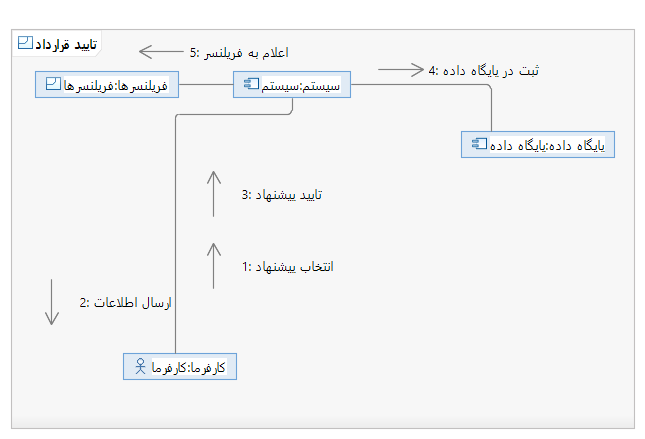 تایید قرارداد
5: اعلام به فریلنسر
4: ثبت در پایگاه داده
فریلنسرها:فریلنسرها
سیستم:سیستم
پایگاه داده:پایگاه داده
3: تایید پیشنهاد
1: انتخاب پیشنهاد
2: ارسال اطلاعات
کارفرما:کارفرما